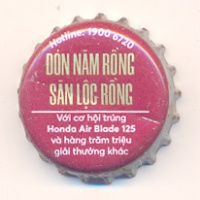 Hotline: 1900 6720
ĐÓN NĂM RỒNG
SĂN LỘC RỒNG
Với cơ hội trúng
Honda Air Blade 125
và hàng trăm triệu
giải thưởng khác